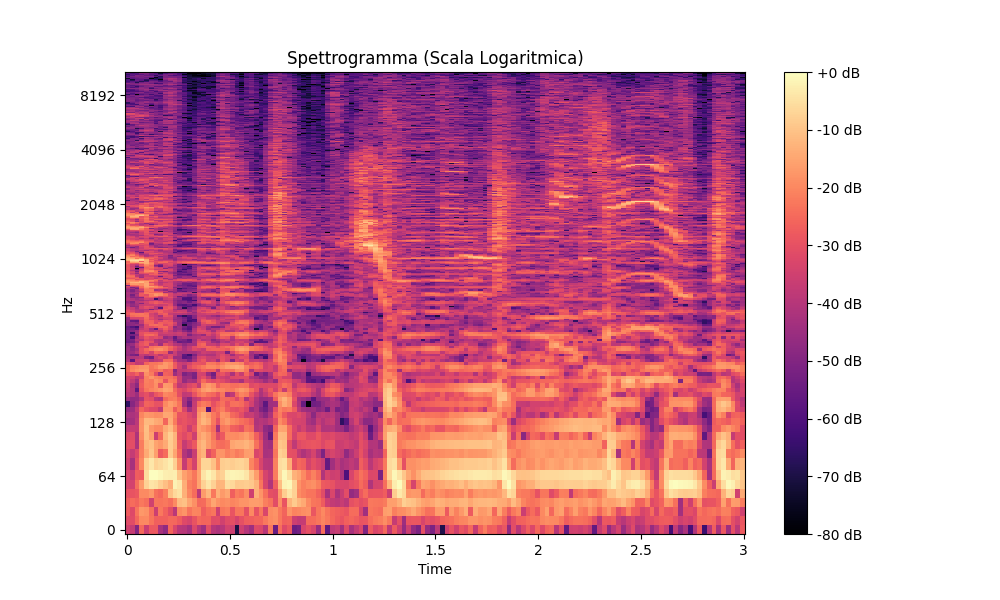 Spettrogramma (Scala Logaritmica)
Hz
8192
4096
2048
1024
512
256
128
64
0
0 0.5 1 1.5 2 2.5 3
Time
+0 dB
-10 dB
-20 dB
-30 dB
-40 dB
-50 dB
-60 dB
-70 dB
-80 dB